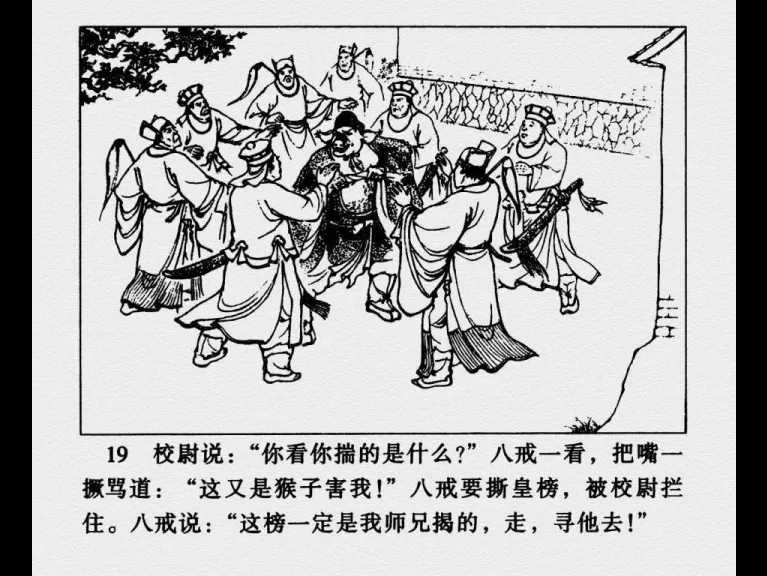 19 校尉说：“你看你揣的是什么?”八戒一看，把嘴一
撅骂道：“这又是猴子害我!”八戒要撕皇榜，被校尉拦
住。八戒说：“这榜一定是我师兄揭的，走，寻他去!”